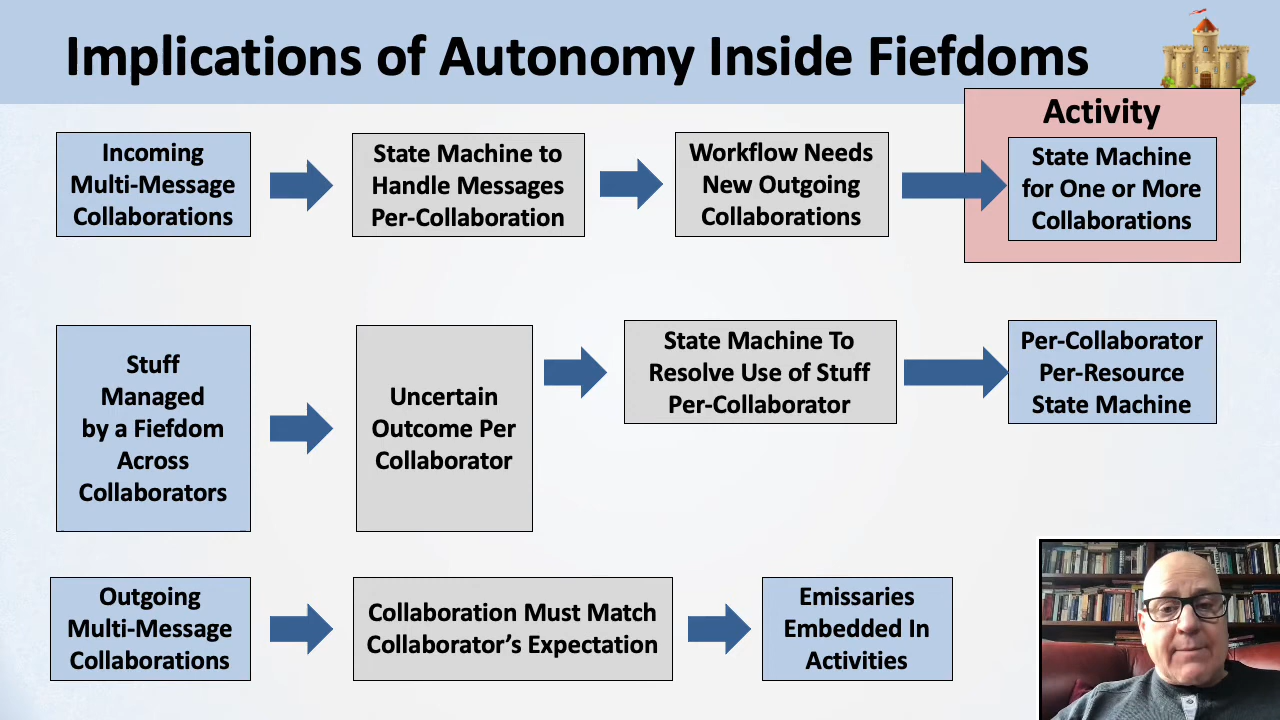 Implications of Autonomy Inside Fiefdoms
Incoming
Multi-Message
Collaborations
State Machine to
Handle Messages
Per-Collaboration
Workflow Needs
New Outgoing
Collaborations
Activity
State Machine
for One or More
Collaborations
Stuff
Managed
by a Fiefdom
Across
Collaborators
Uncertain
Outcome Per
Collaborator
State Machine To
Resolve Use of Stuff
Per-Collaborator
Per-Collaborator
Per-Resource
State Machine
Outgoing
Multi-Message
Collaborations
Collaboration Must Match
Collaborator’s Expectation
Emissaries
Embedded In
Activities